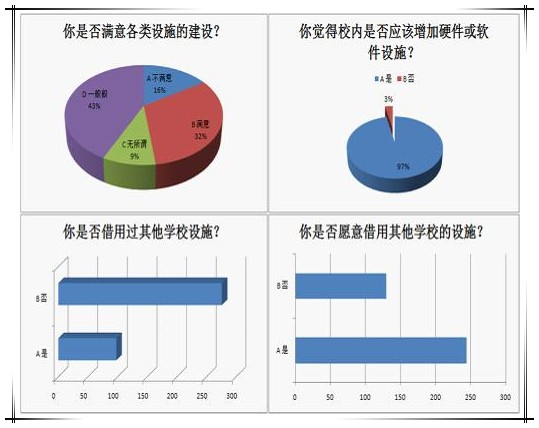 你是否满意各类设施的建设？
A 不满意
16%
B 满意
32%
C 无所谓
9%
D 一般般
43%
你觉得校内是否应该增加硬件或软
件设施？
A 是 B 否
3%
97%
你是否借用过其他学校设施？
B 否
A 是
0 50 100 150 200 250 300
你是否愿意借用其他学校的设施？
B 否
A 是
0 50 100 150 200 250 300